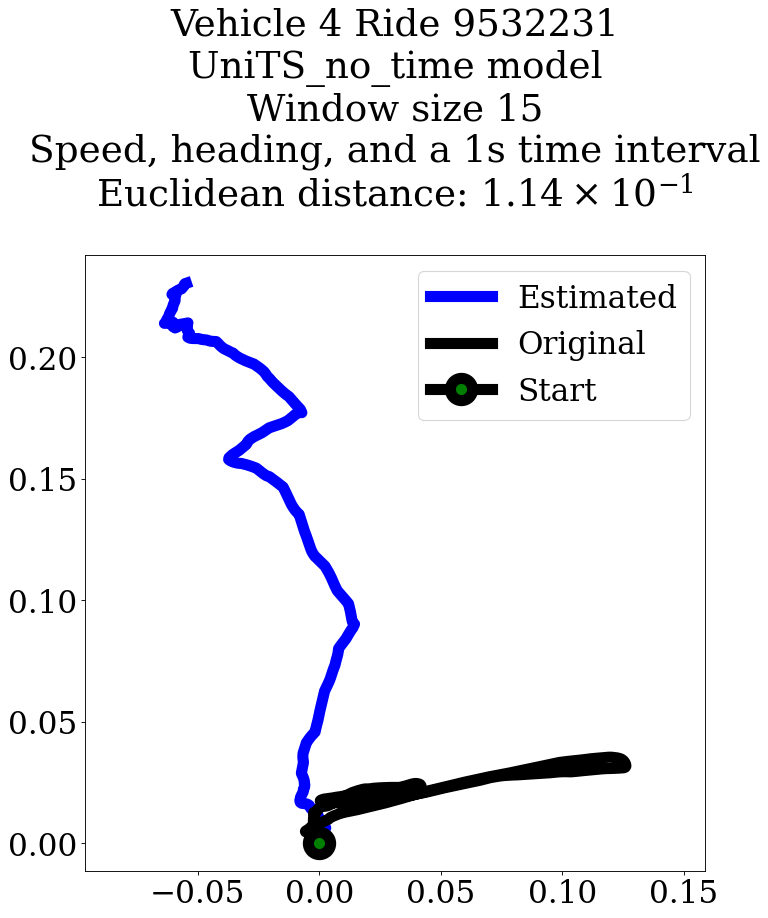 Vehicle 4 Ride 9532231
UniTS_no_time model
Window size 15
Speed, heading, and a 1s time interval
Euclidean distance: 1.14 × 10⁻¹
Estimated
Original
Start
0.20
0.15
0.10
0.05
0.00
−0.05 0.00 0.05 0.10 0.15